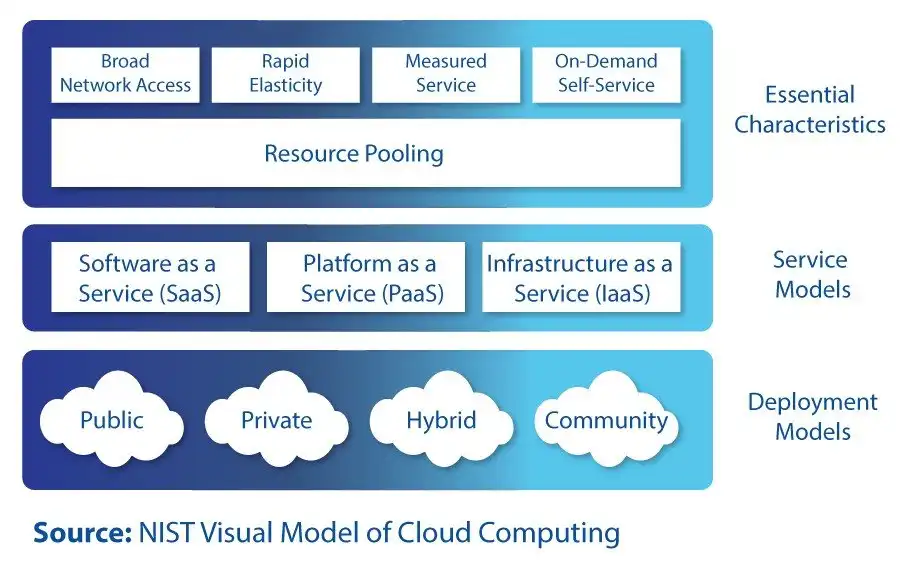 Broad
Network Access
Rapid
Elasticity
Measured
Service
On-Demand
Self-Service
Resource Pooling
Essential
Characteristics
Software as a
Service (SaaS)
Platform as a
Service (PaaS)
Infrastructure as a
Service (IaaS)
Service
Models
Public
Private
Hybrid
Community
Deployment
Models
Source: NIST Visual Model of Cloud Computing